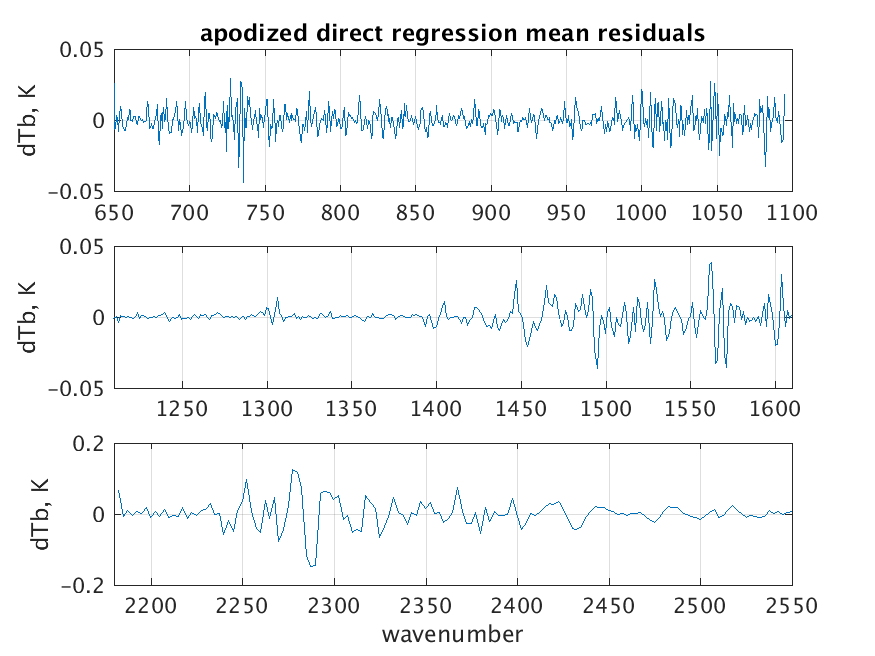 apodized direct regression mean residuals
0.05
0
-0.05
dTb, K
650 700 750 800 850 900 950 1000 1050 1100
0.05
0
-0.05
dTb, K
1250 1300 1350 1400 1450 1500 1550 1600
0.2
0
-0.2
dTb, K
2200 2250 2300 2350 2400 2450 2500 2550
wavenumber